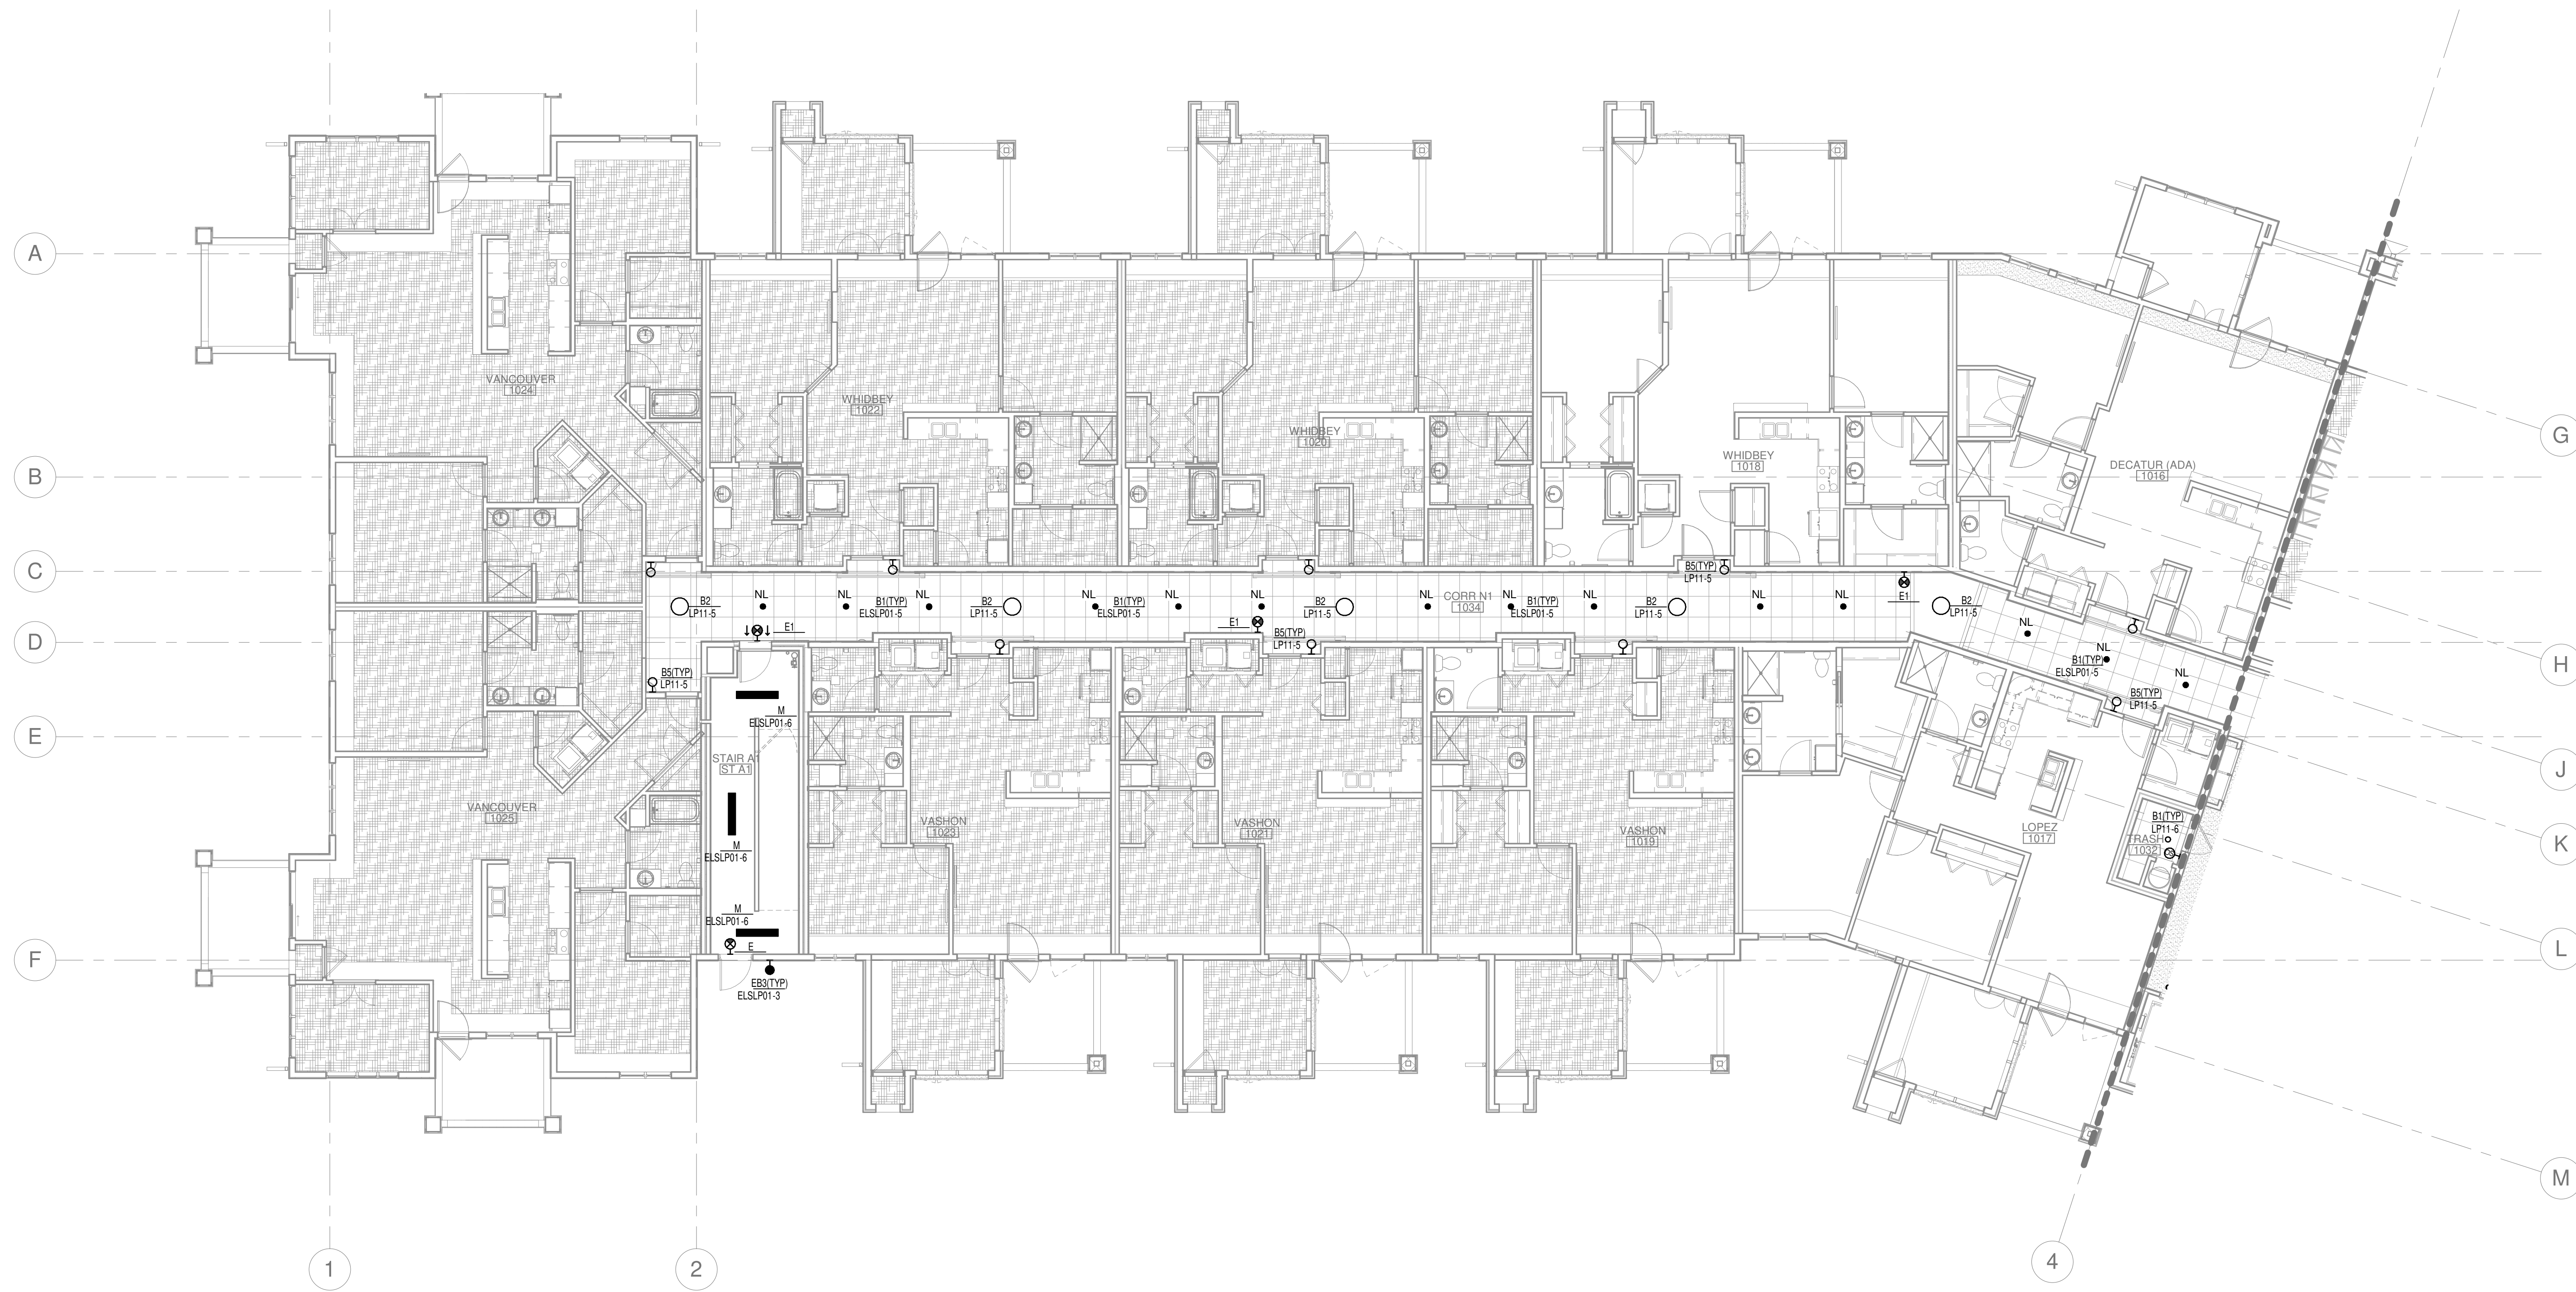 A
G
VANCOUVER
1024
WHIDBEY
1022
WHIDBEY
1020
WHIDBEY
1018
DECATUR (ADA)
1016
B
C
B5(TYP)
LP11-5
B2
LP11-5
NL
B1(TYP)
ELSLP01-5
NL
B2
LP11-5
NL
B1(TYP)
ELSLP01-5
NL
NL
B2
LP11-5
NL
CORR N1
1034
NL
B1(TYP)
ELSLP01-5
NL
B2
LP11-5
NL
NL
E1
B2
LP11-5
D
E1
E1
B5(TYP)
LP11-5
NL
B1(TYP)
ELSLP01-5
NL
H
B5(TYP)
LP11-5
B5(TYP)
LP11-5
M
ELSLP01-6
E
STAIR A1
ST A1
J
VANCOUVER
1025
VASHON
1023
VASHON
1021
VASHON
1019
LOPEZ
1017
B1(TYP)
LP11-6
TRASH
1032
K
M
ELSLP01-6
M
ELSLP01-6
E
F
L
EB3(TYP)
ELSLP01-3
M
1
2
4